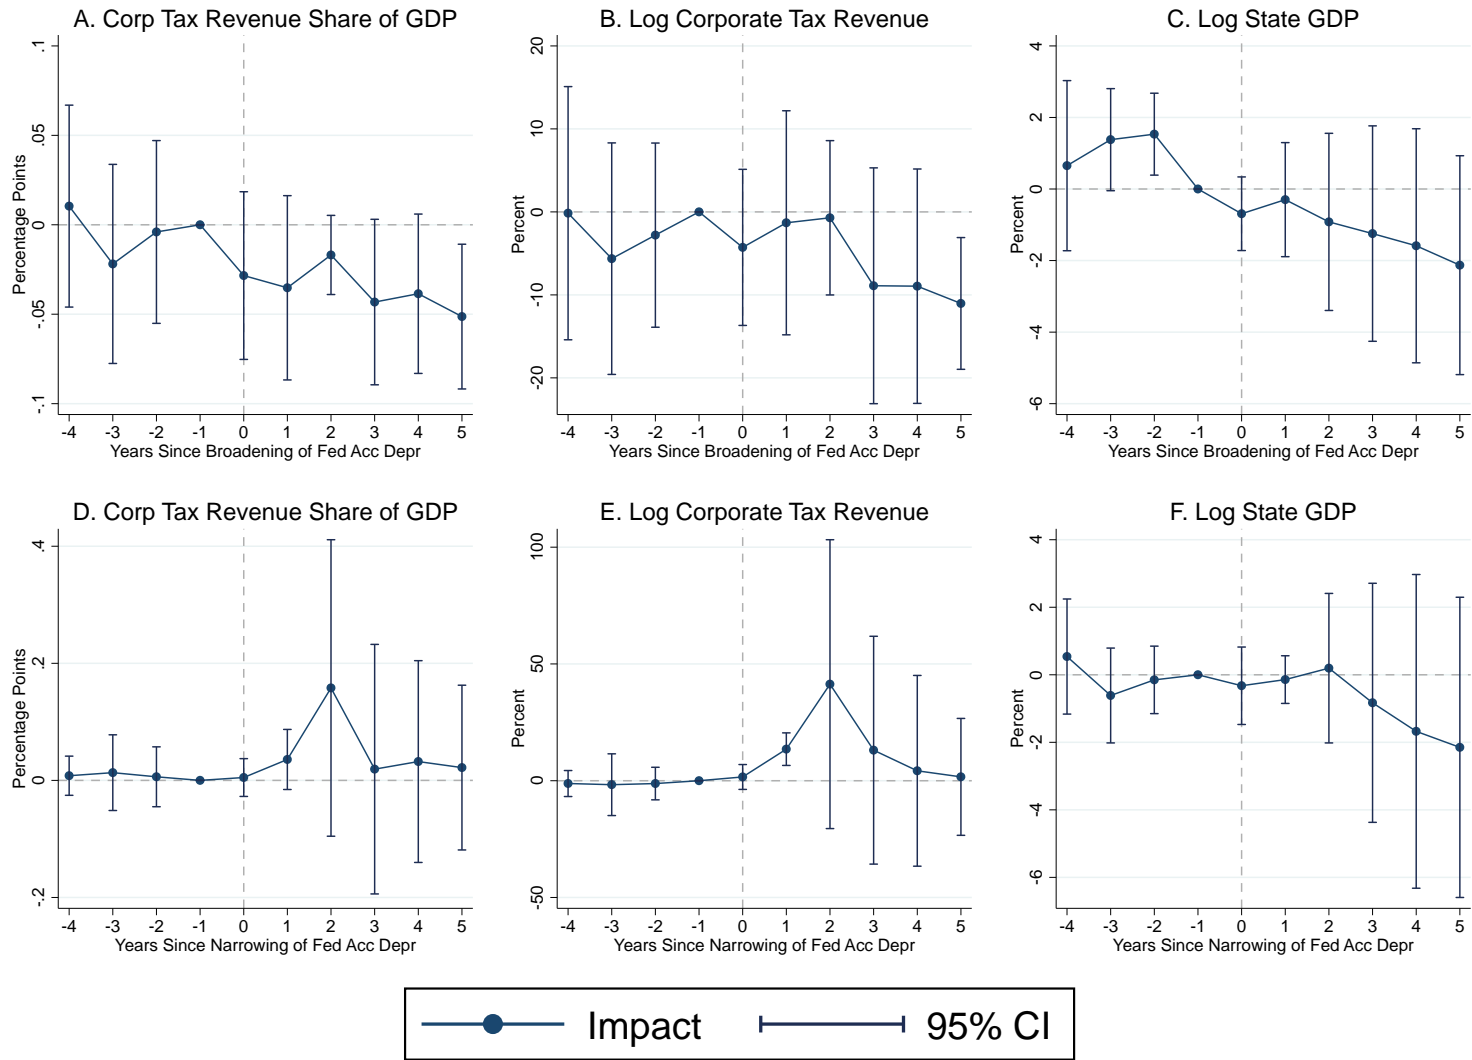 A. Corp Tax Revenue Share of GDP
Percentage Points
.1
.05
0
-.05
-.1
-4 -3 -2 -1 0 1 2 3 4 5
Years Since Broadening of Fed Acc Depr
B. Log Corporate Tax Revenue
Percent
20
10
0
-10
-20
-4 -3 -2 -1 0 1 2 3 4 5
Years Since Broadening of Fed Acc Depr
C. Log State GDP
Percent
4
2
0
-2
-4
-6
-4 -3 -2 -1 0 1 2 3 4 5
Years Since Broadening of Fed Acc Depr
D. Corp Tax Revenue Share of GDP
Percentage Points
.4
.2
0
-.2
-4 -3 -2 -1 0 1 2 3 4 5
Years Since Narrowing of Fed Acc Depr
E. Log Corporate Tax Revenue
Percent
100
50
0
-50
-4 -3 -2 -1 0 1 2 3 4 5
Years Since Narrowing of Fed Acc Depr
F. Log State GDP
Percent
4
2
0
-2
-4
-6
-4 -3 -2 -1 0 1 2 3 4 5
Years Since Narrowing of Fed Acc Depr
Impact 95% CI